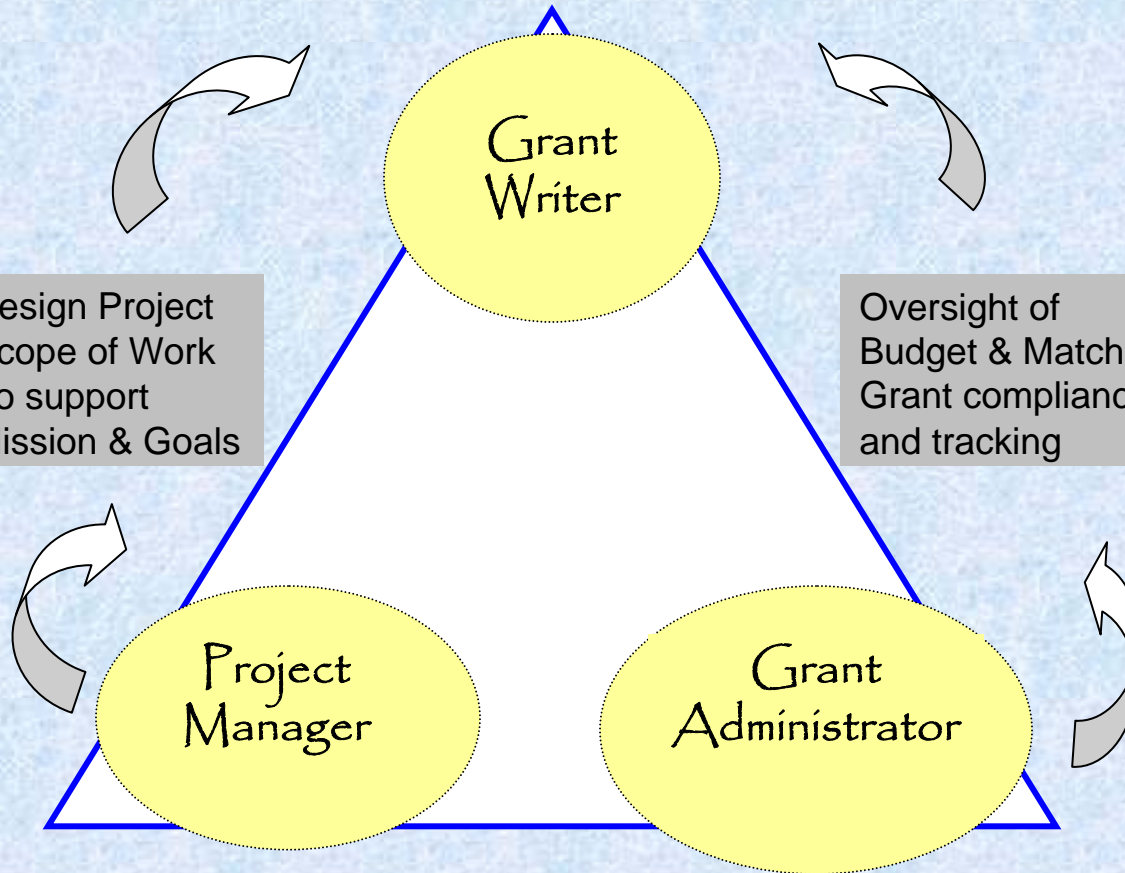 Grant
Writer
esign Project
cope of Work
o support
ission & Goals
Oversight of
Budget & Match
Grant complianc
and tracking
Project
Manager
Grant
Administrator